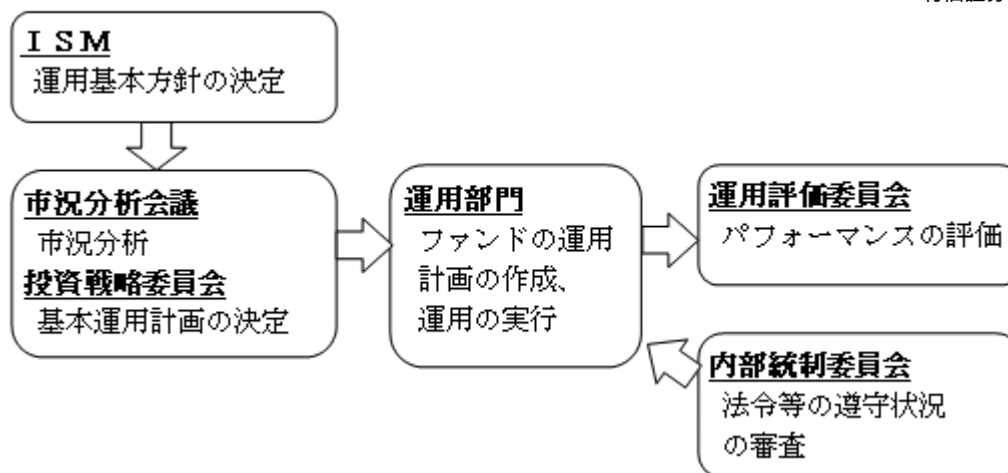 ＩＳＭ
運用基本方針の決定
市況分析会議
市況分析
投資戦略委員会
基本運用計画の決定
運用部門
ファンドの運用
計画の作成、
運用の実行
運用評価委員会
パフォーマンスの評価
内部統制委員会
法令等の遵守状況
の審査